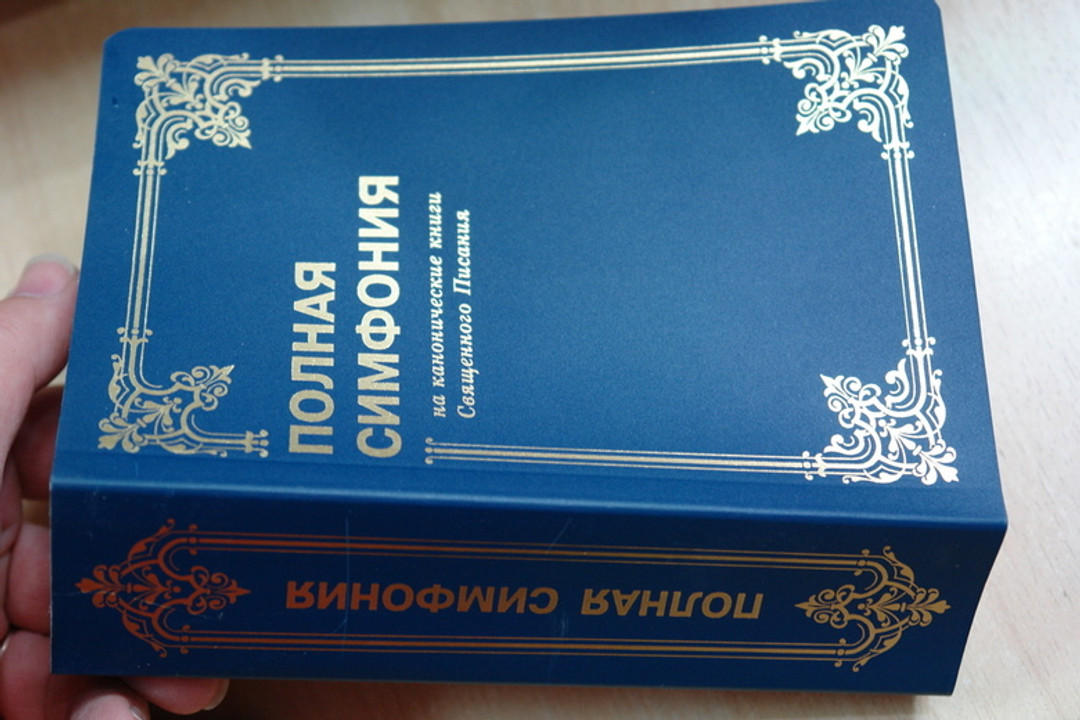 ПОЛНАЯ
СИМФОНИЯ
на канонические книги
Священного Писания
ПОЛНАЯ СИМФОНИЯ